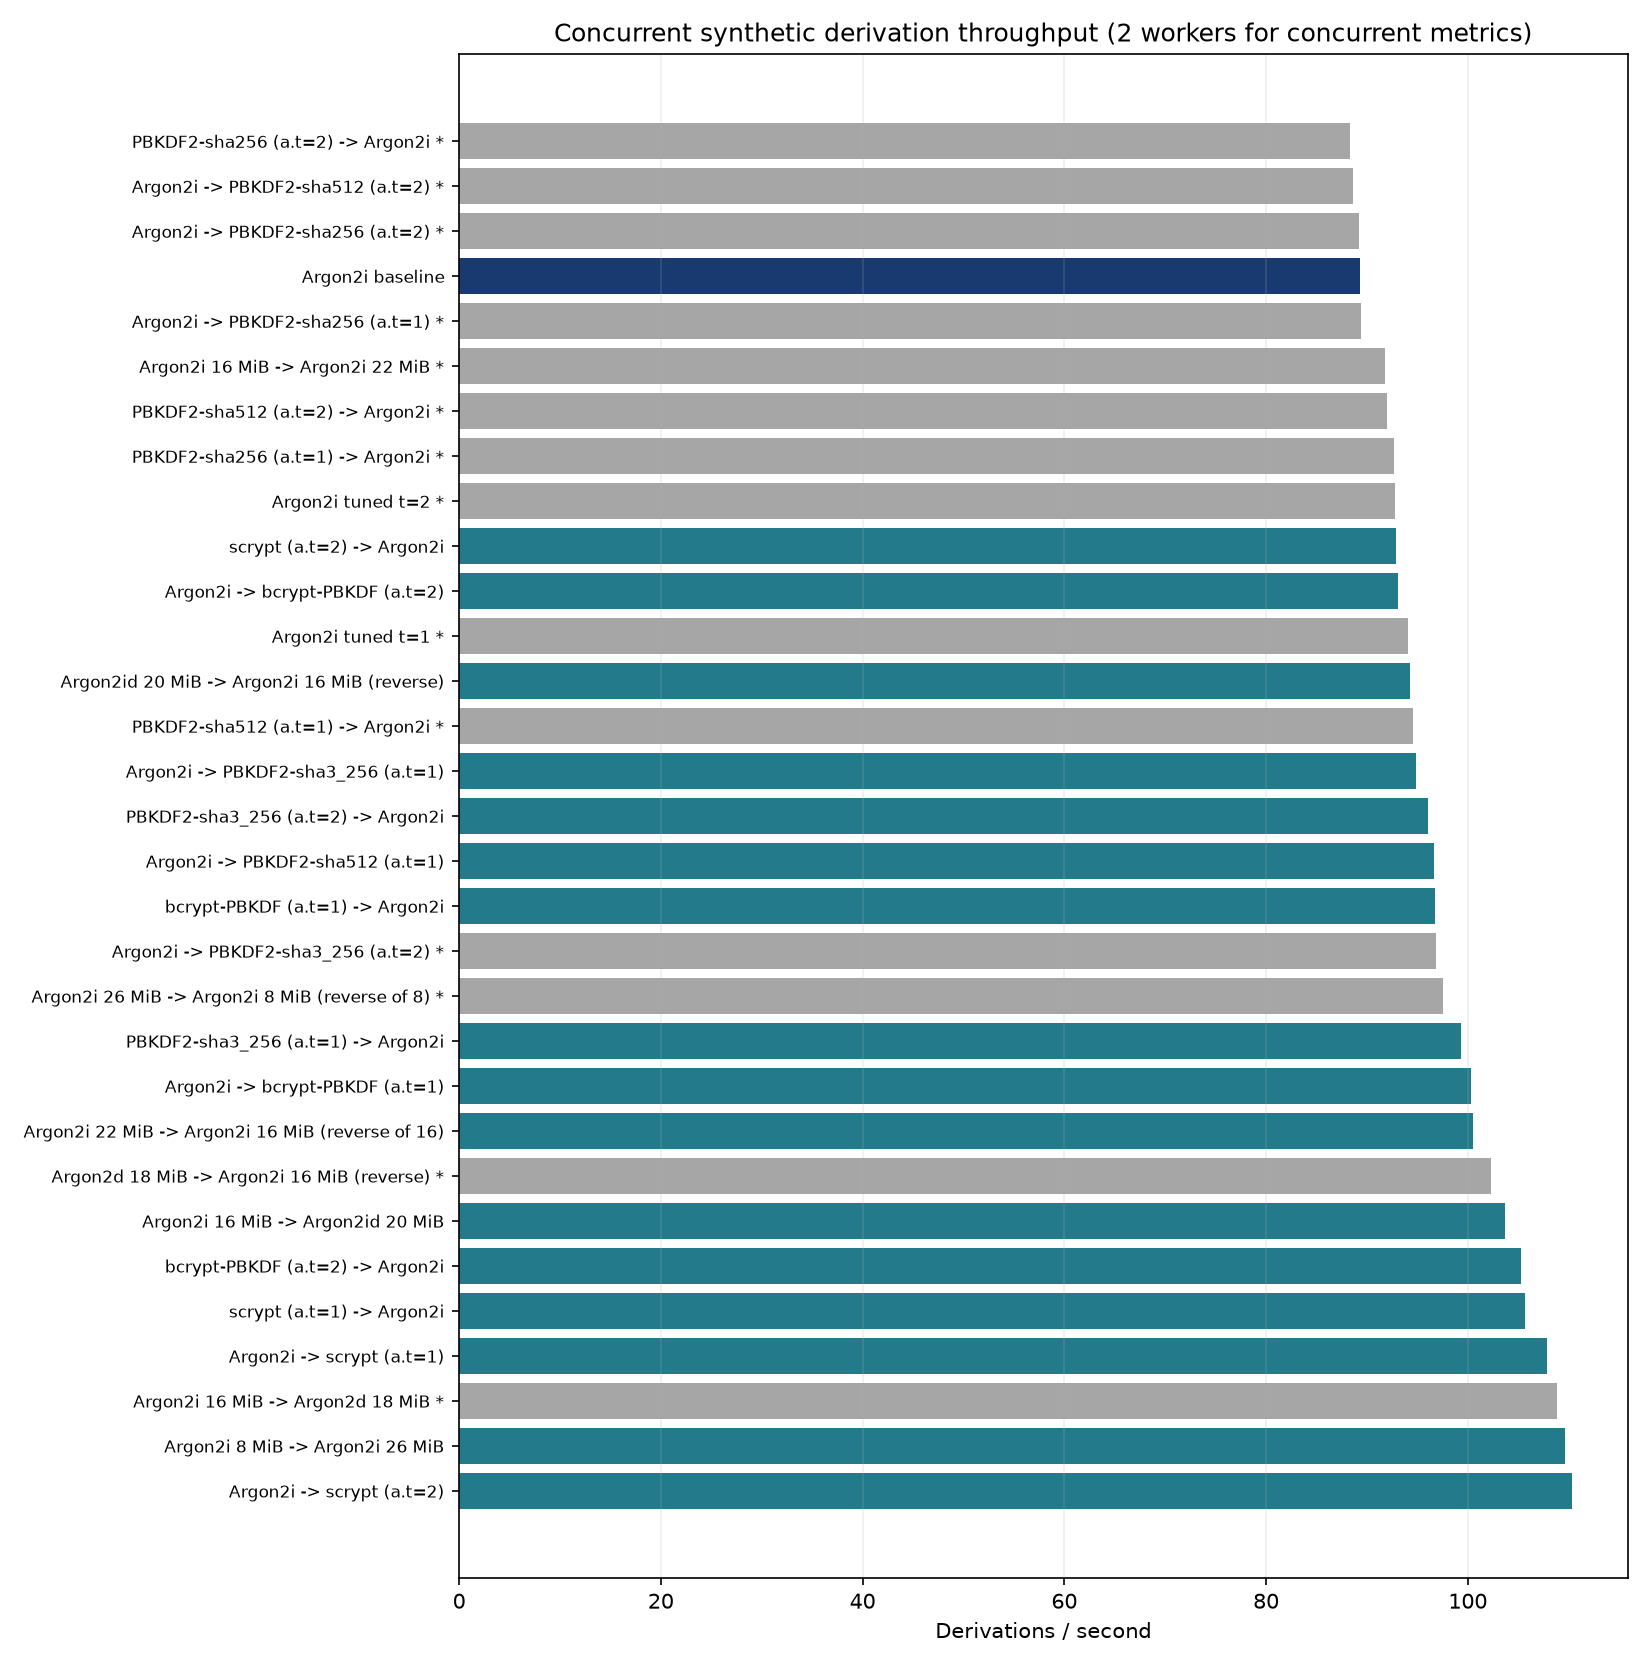 Concurrent synthetic derivation throughput (2 workers for concurrent metrics)
PBKDF2-sha256 (a.t=2) -> Argon2i *
Argon2i -> PBKDF2-sha512 (a.t=2) *
Argon2i -> PBKDF2-sha256 (a.t=2) *
Argon2i baseline
Argon2i -> PBKDF2-sha256 (a.t=1) *
Argon2i 16 MiB -> Argon2i 22 MiB *
PBKDF2-sha512 (a.t=2) -> Argon2i *
PBKDF2-sha256 (a.t=1) -> Argon2i *
Argon2i tuned t=2 *
scrypt (a.t=2) -> Argon2i
Argon2i -> bcrypt-PBKDF (a.t=2)
Argon2i tuned t=1 *
Argon2id 20 MiB -> Argon2i 16 MiB (reverse)
PBKDF2-sha512 (a.t=1) -> Argon2i *
Argon2i -> PBKDF2-sha3_256 (a.t=1)
PBKDF2-sha3_256 (a.t=2) -> Argon2i
Argon2i -> PBKDF2-sha512 (a.t=1)
bcrypt-PBKDF (a.t=1) -> Argon2i
Argon2i -> PBKDF2-sha3_256 (a.t=2) *
Argon2i 26 MiB -> Argon2i 8 MiB (reverse of 8) *
PBKDF2-sha3_256 (a.t=1) -> Argon2i
Argon2i -> bcrypt-PBKDF (a.t=1)
Argon2i 22 MiB -> Argon2i 16 MiB (reverse of 16)
Argon2d 18 MiB -> Argon2i 16 MiB (reverse) *
Argon2i 16 MiB -> Argon2id 20 MiB
bcrypt-PBKDF (a.t=2) -> Argon2i
scrypt (a.t=1) -> Argon2i
Argon2i -> scrypt (a.t=1)
Argon2i 16 MiB -> Argon2d 18 MiB *
Argon2i 8 MiB -> Argon2i 26 MiB
Argon2i -> scrypt (a.t=2)
0 20 40 60 80 100
Derivations / second